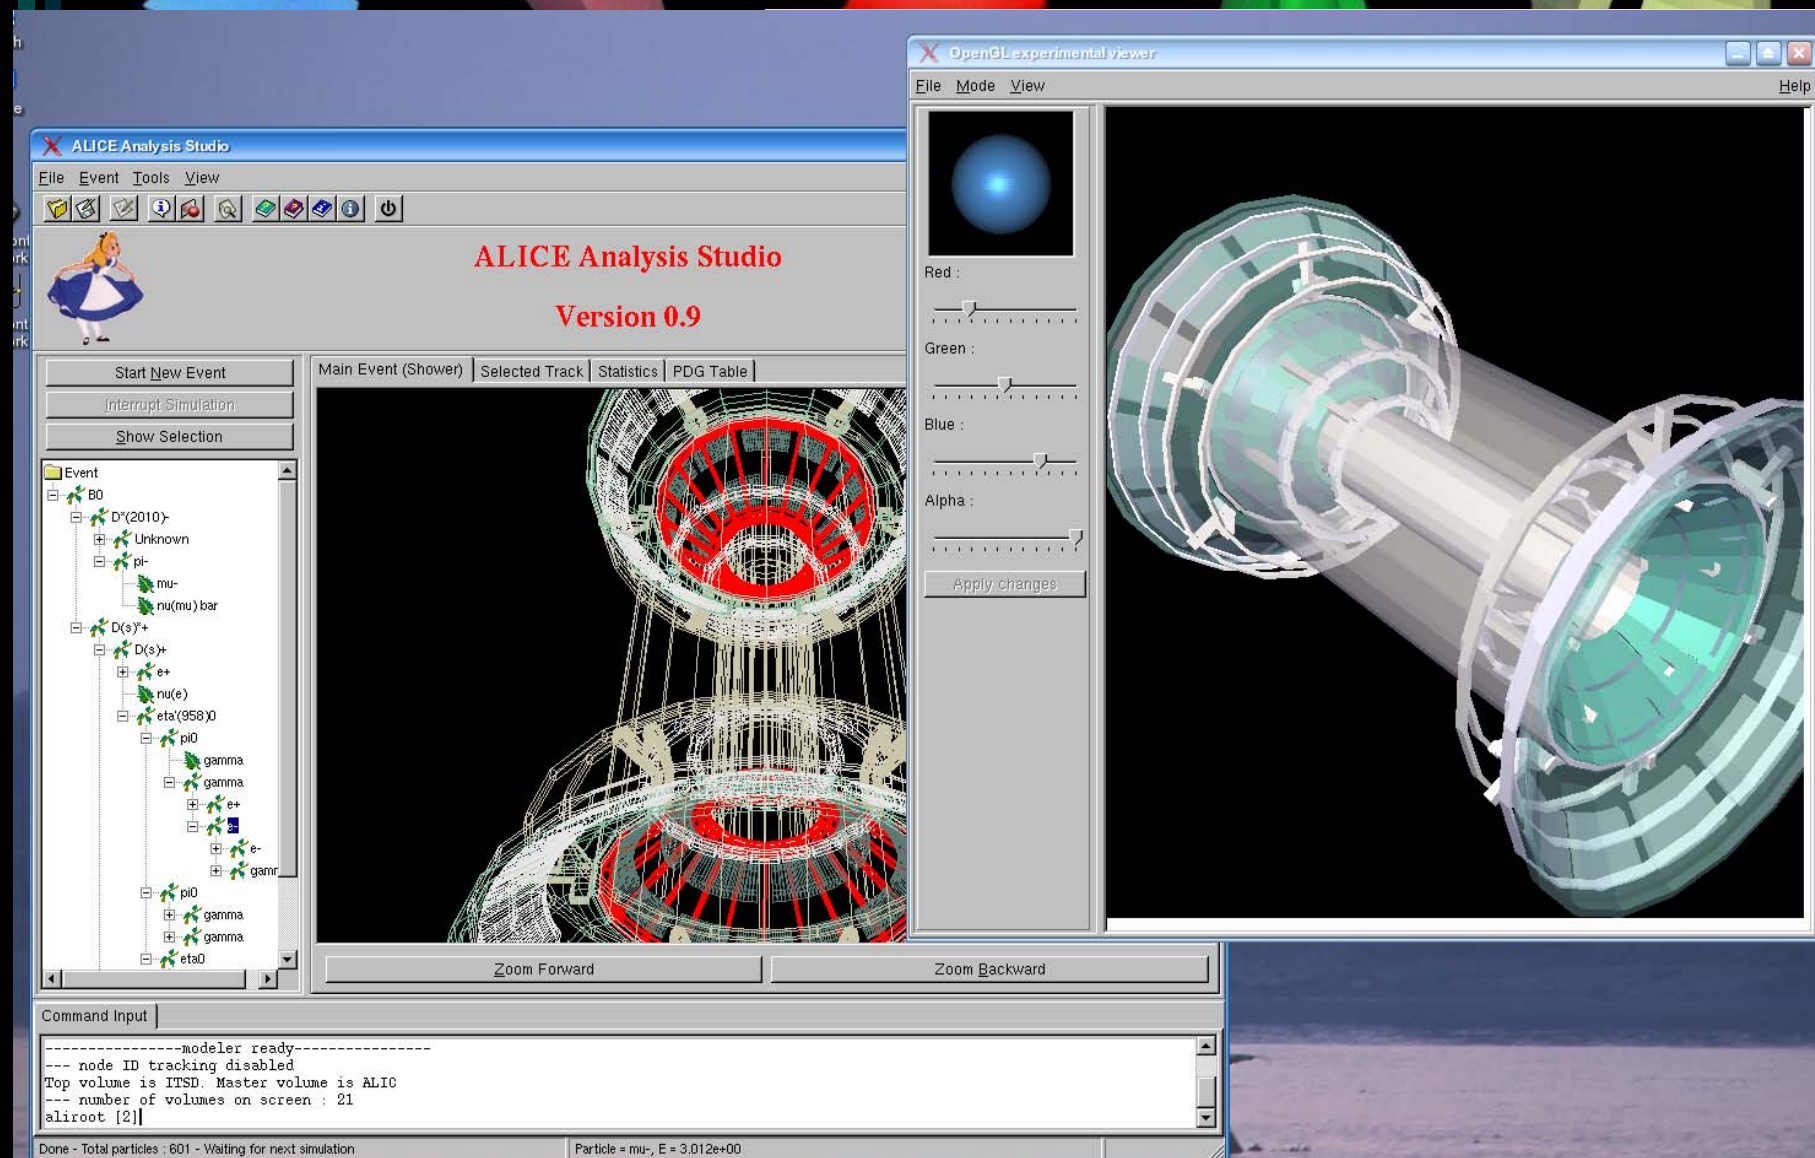 h
e
ont
rk
ont
rk
OpenGL experimental viewer
File Mode View Help
Red :
Green :
Blue :
Alpha :
Apply changes
ALICE Analysis Studio
File Event Tools View
ALICE Analysis Studio
Version 0.9
Start New Event
Interrupt Simulation
Show Selection
Main Event (Shower) Selected Track Statistics PDG Table
Event
B0
D*(2010)-
Unknown
pi-
mu-
nu(mu) bar
D(s)*+
D(s)+
e+
nu(e)
eta'(958)0
pi0
gamma
gamma
e+
e-
e-
gamr
pi0
gamma
gamma
eta0
Zoom Forward Zoom Backward
Command Input
----------------modeler ready----------------
--- node ID tracking disabled
Top volume is ITSD. Master volume is ALIC
--- number of volumes on screen : 21
aliroot [2]
Done - Total particles : 601 - Waiting for next simulation Particle = mu-, E = 3.012e+00